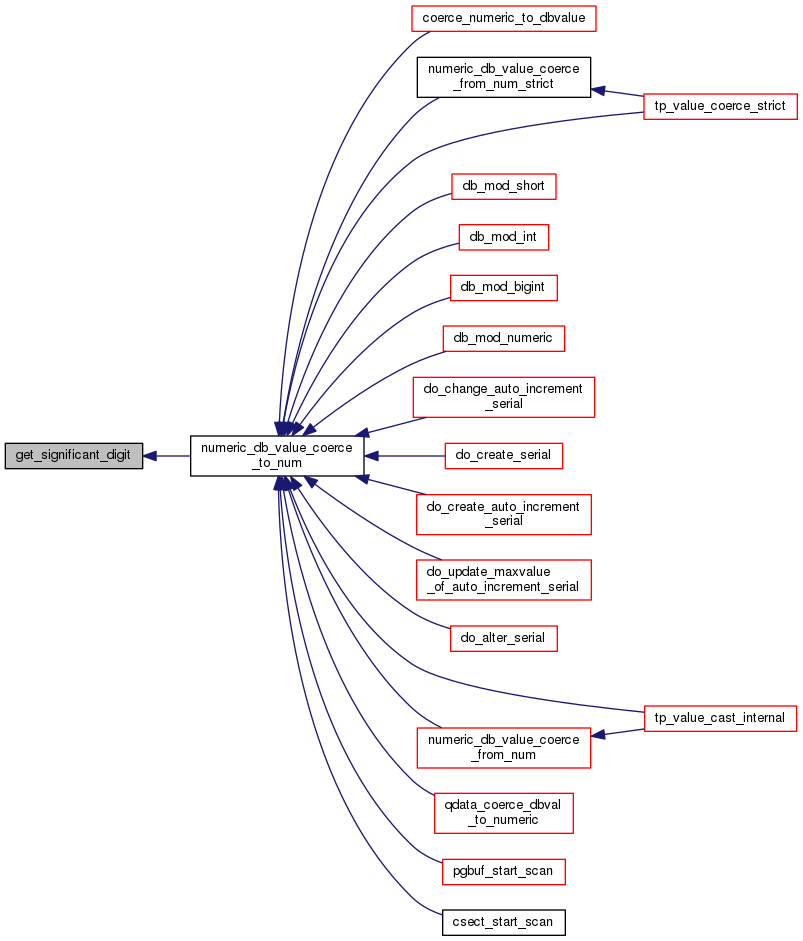 coerce_numeric_to_dbvalue
numeric_db_value_coerce
_from_num_strict
tp_value_coerce_strict
db_mod_short
db_mod_int
db_mod_bigint
db_mod_numeric
do_change_auto_increment
_serial
get_significant_digit
numeric_db_value_coerce
_to_num
do_create_serial
do_create_auto_increment
_serial
do_update_maxvalue
_of_auto_increment_serial
do_alter_serial
tp_value_cast_internal
numeric_db_value_coerce
_from_num
qdata_coerce_dbval
_to_numeric
pgbuf_start_scan
csect_start_scan